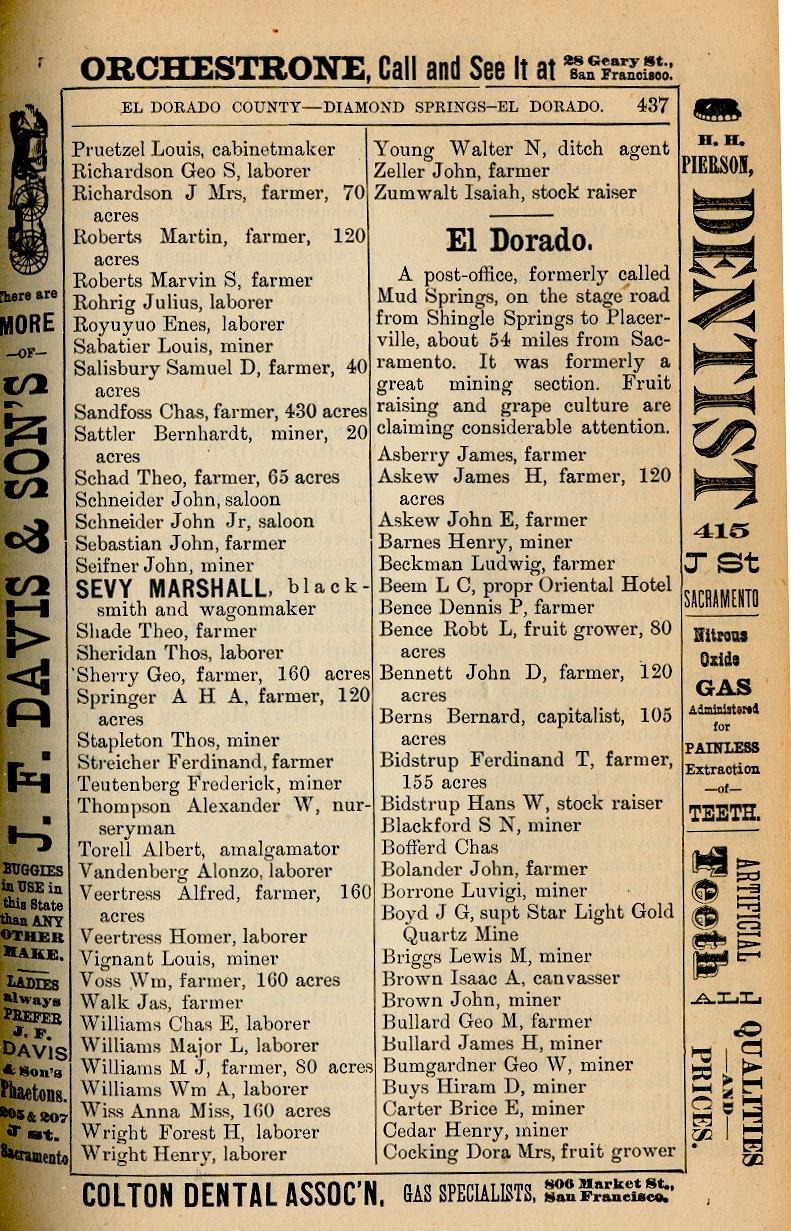 ORCHESTRONE, Call and See It at 28 Geary St., San Francisco.
EL DORADO COUNTY—DIAMOND SPRINGS–EL DORADO. 437
There are
MORE
—OF—
J. F. DAVIS & SON'S
BUGGIES
in USE in
this State
than ANY
OTHER
MAKE.
LADIES
always
PREFER
J. F.
DAVIS
& Son's
Phaetons.
205 & 207
J St.
Sacramento
Pruetzel Louis, cabinetmaker
Richardson Geo S, laborer
Richardson J Mrs, farmer, 70
acres
Roberts Martin, farmer, 120
acres
Roberts Marvin S, farmer
Rohrig Julius, laborer
Royuyuo Enes, laborer
Sabatier Louis, miner
Salisbury Samuel D, farmer, 40
acres
Sandfoss Chas, farmer, 430 acres
Sattler Bernhardt, miner, 20
acres
Schad Theo, farmer, 65 acres
Schneider John, saloon
Schneider John Jr, saloon
Sebastian John, farmer
Seifner John, miner
SEVY MARSHALL, black-
smith and wagonmaker
Shade Theo, farmer
Sheridan Thos, laborer
Sherry Geo, farmer, 160 acres
Springer A H A, farmer, 120
acres
Stapleton Thos, miner
Streicher Ferdinand, farmer
Teutenberg Frederick, miner
Thompson Alexander W, nur-
seryman
Torell Albert, amalgamator
Vandenberg Alonzo, laborer
Veertress Alfred, farmer, 160
acres
Veertress Homer, laborer
Vignant Louis, miner
Voss Wm, farmer, 160 acres
Walk Jas, farmer
Williams Chas E, laborer
Williams Major L, laborer
Williams M J, farmer, 80 acres
Williams Wm A, laborer
Wiss Anna Miss, 160 acres
Wright Forest H, laborer
Wright Henry, laborer
Young Walter N, ditch agent
Zeller John, farmer
Zumwalt Isaiah, stock raiser
El Dorado.
A post-office, formerly called
Mud Springs, on the stage road
from Shingle Springs to Placer-
ville, about 54 miles from Sac-
ramento. It was formerly a
great mining section. Fruit
raising and grape culture are
claiming considerable attention.
Asberry James, farmer
Askew James H, farmer, 120
acres
Askew John E, farmer
Barnes Henry, miner
Beckman Ludwig, farmer
Beem L C, propr Oriental Hotel
Bence Dennis P, farmer
Bence Robt L, fruit grower, 80
acres
Bennett John D, farmer, 120
acres
Berns Bernard, capitalist, 105
acres
Bidstrup Ferdinand T, farmer,
155 acres
Bidstrup Hans W, stock raiser
Blackford S N, miner
Bofferd Chas
Bolander John, farmer
Borrone Luvigi, miner
Boyd J G, supt Star Light Gold
Quartz Mine
Briggs Lewis M, miner
Brown Isaac A, canvasser
Brown John, miner
Bullard Geo M, farmer
Bullard James H, miner
Bumgardner Geo W, miner
Buys Hiram D, miner
Carter Brice E, miner
Cedar Henry, miner
Cocking Dora Mrs, fruit grower
H. H.
PIERSON,
DENTIST
415
J St
SACRAMENTO
Nitrous
Oxide
GAS
Administered
for
PAINLESS
Extraction
—of—
TEETH.
ARTIFICIAL
Teeth
ALL
QUALITIES
—AND—
PRICES.
COLTON DENTAL ASSOC'N, GAS SPECIALISTS, 806 Market St., San Francisco.